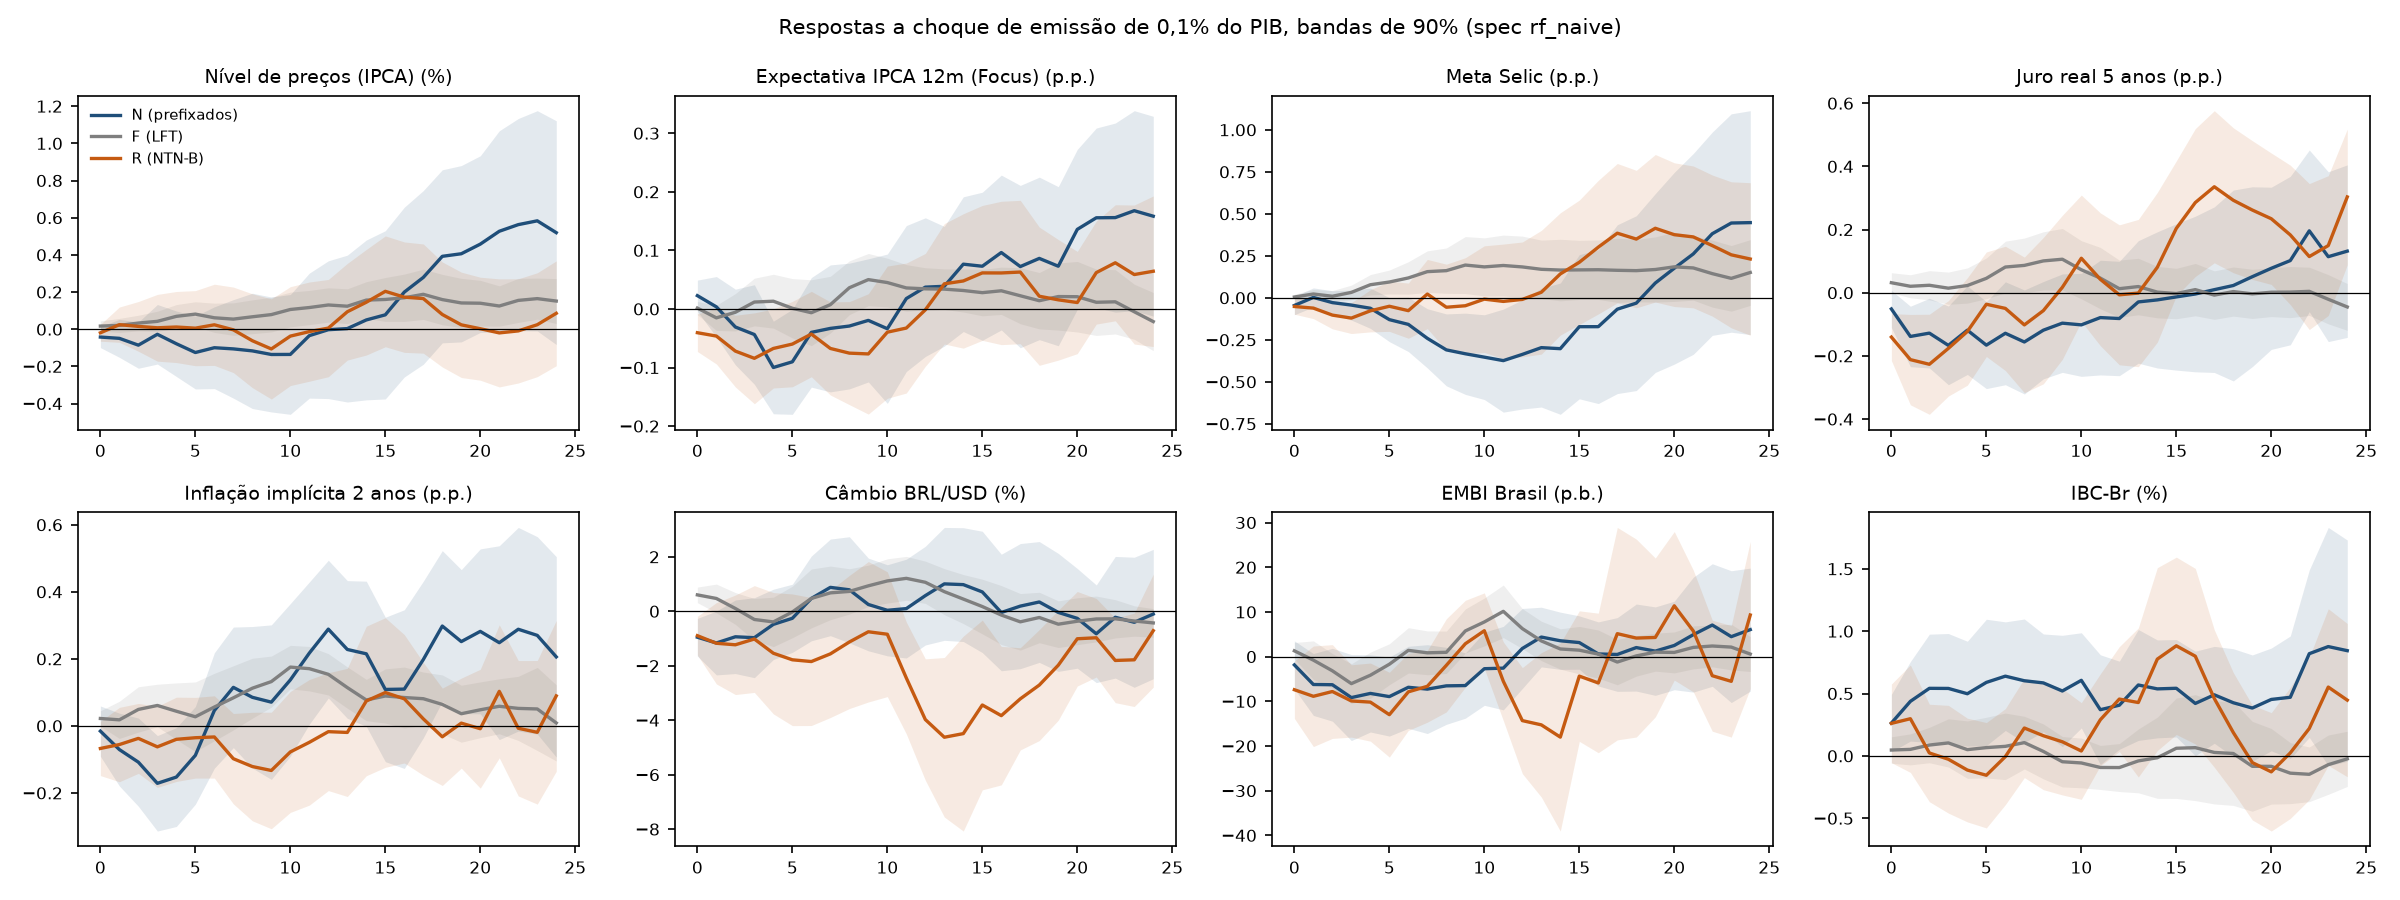 Respostas a choque de emissão de 0,1% do PIB, bandas de 90% (spec rf_naive)
Nível de preços (IPCA) (%)
1.2
1.0
0.8
0.6
0.4
0.2
0.0
−0.2
−0.4
N (prefixados)
F (LFT)
R (NTN-B)
0 5 10 15 20 25
Expectativa IPCA 12m (Focus) (p.p.)
0.3
0.2
0.1
0.0
−0.1
−0.2
0 5 10 15 20 25
Meta Selic (p.p.)
1.00
0.75
0.50
0.25
0.00
−0.25
−0.50
−0.75
0 5 10 15 20 25
Juro real 5 anos (p.p.)
0.6
0.4
0.2
0.0
−0.2
−0.4
0 5 10 15 20 25
Inflação implícita 2 anos (p.p.)
0.6
0.4
0.2
0.0
−0.2
0 5 10 15 20 25
Câmbio BRL/USD (%)
2
0
−2
−4
−6
−8
0 5 10 15 20 25
EMBI Brasil (p.b.)
30
20
10
0
−10
−20
−30
−40
0 5 10 15 20 25
IBC-Br (%)
1.5
1.0
0.5
0.0
−0.5
0 5 10 15 20 25